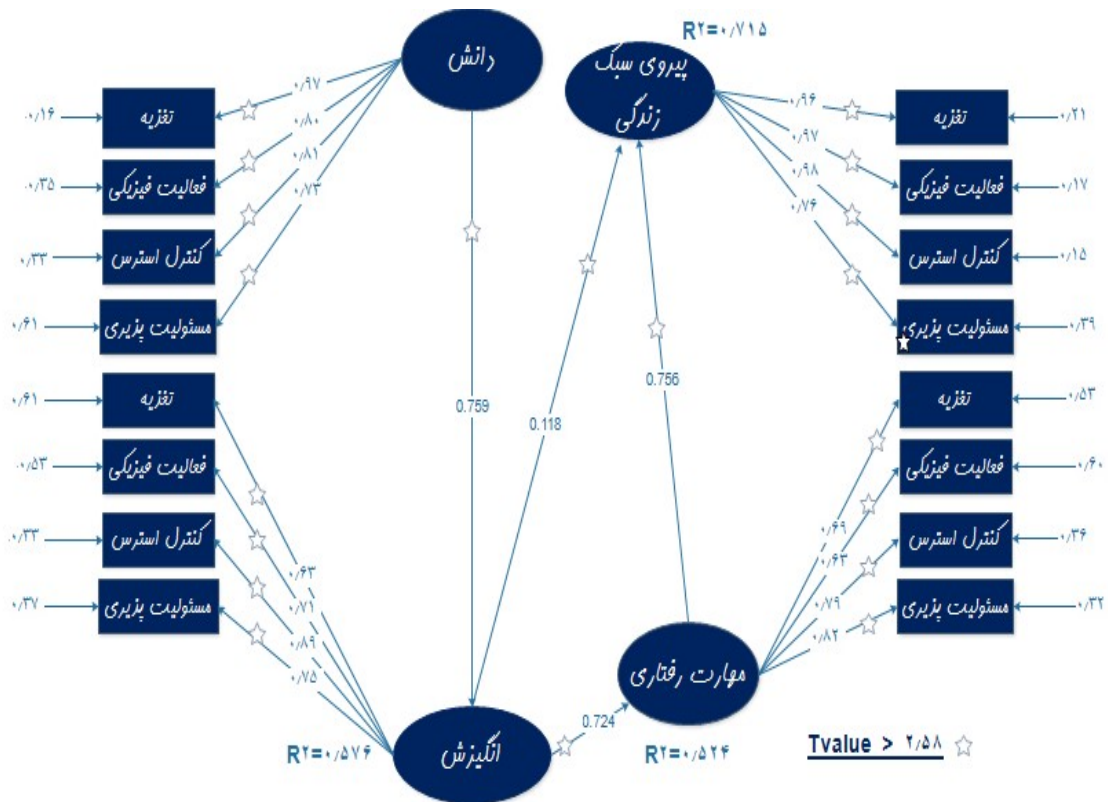 R۲=۰/۷۱۵
دانش
پیروی سبک
زندگی
۰/۹۷
۰/۸۰
۰/۸۱
۰/۷۳
۰/۱۶
تغذیه
۰/۳۵
فعالیت فیزیکی
۰/۳۳
کنترل استرس
۰/۶۱
مسئولیت پذیری
۰/۹۶
۰/۹۷
۰/۹۸
۰/۷۶
تغذیه
۰/۲۱
فعالیت فیزیکی
۰/۱۷
کنترل استرس
۰/۱۵
مسئولیت پذیری
۰/۳۹
0.759
0.118
0.756
۰/۶۱
تغذیه
۰/۵۳
فعالیت فیزیکی
۰/۳۳
کنترل استرس
۰/۳۷
مسئولیت پذیری
۰/۶۳
۰/۷۱
۰/۸۹
۰/۷۵
تغذیه
۰/۵۳
فعالیت فیزیکی
۰/۶۰
کنترل استرس
۰/۳۶
مسئولیت پذیری
۰/۳۲
۰/۶۹
۰/۶۳
۰/۷۹
۰/۸۲
مهارت رفتاری
0.724
انگیزش
R۲=۰/۵۷۶
R۲=۰/۵۲۴
Tvalue > ۲/۵۸